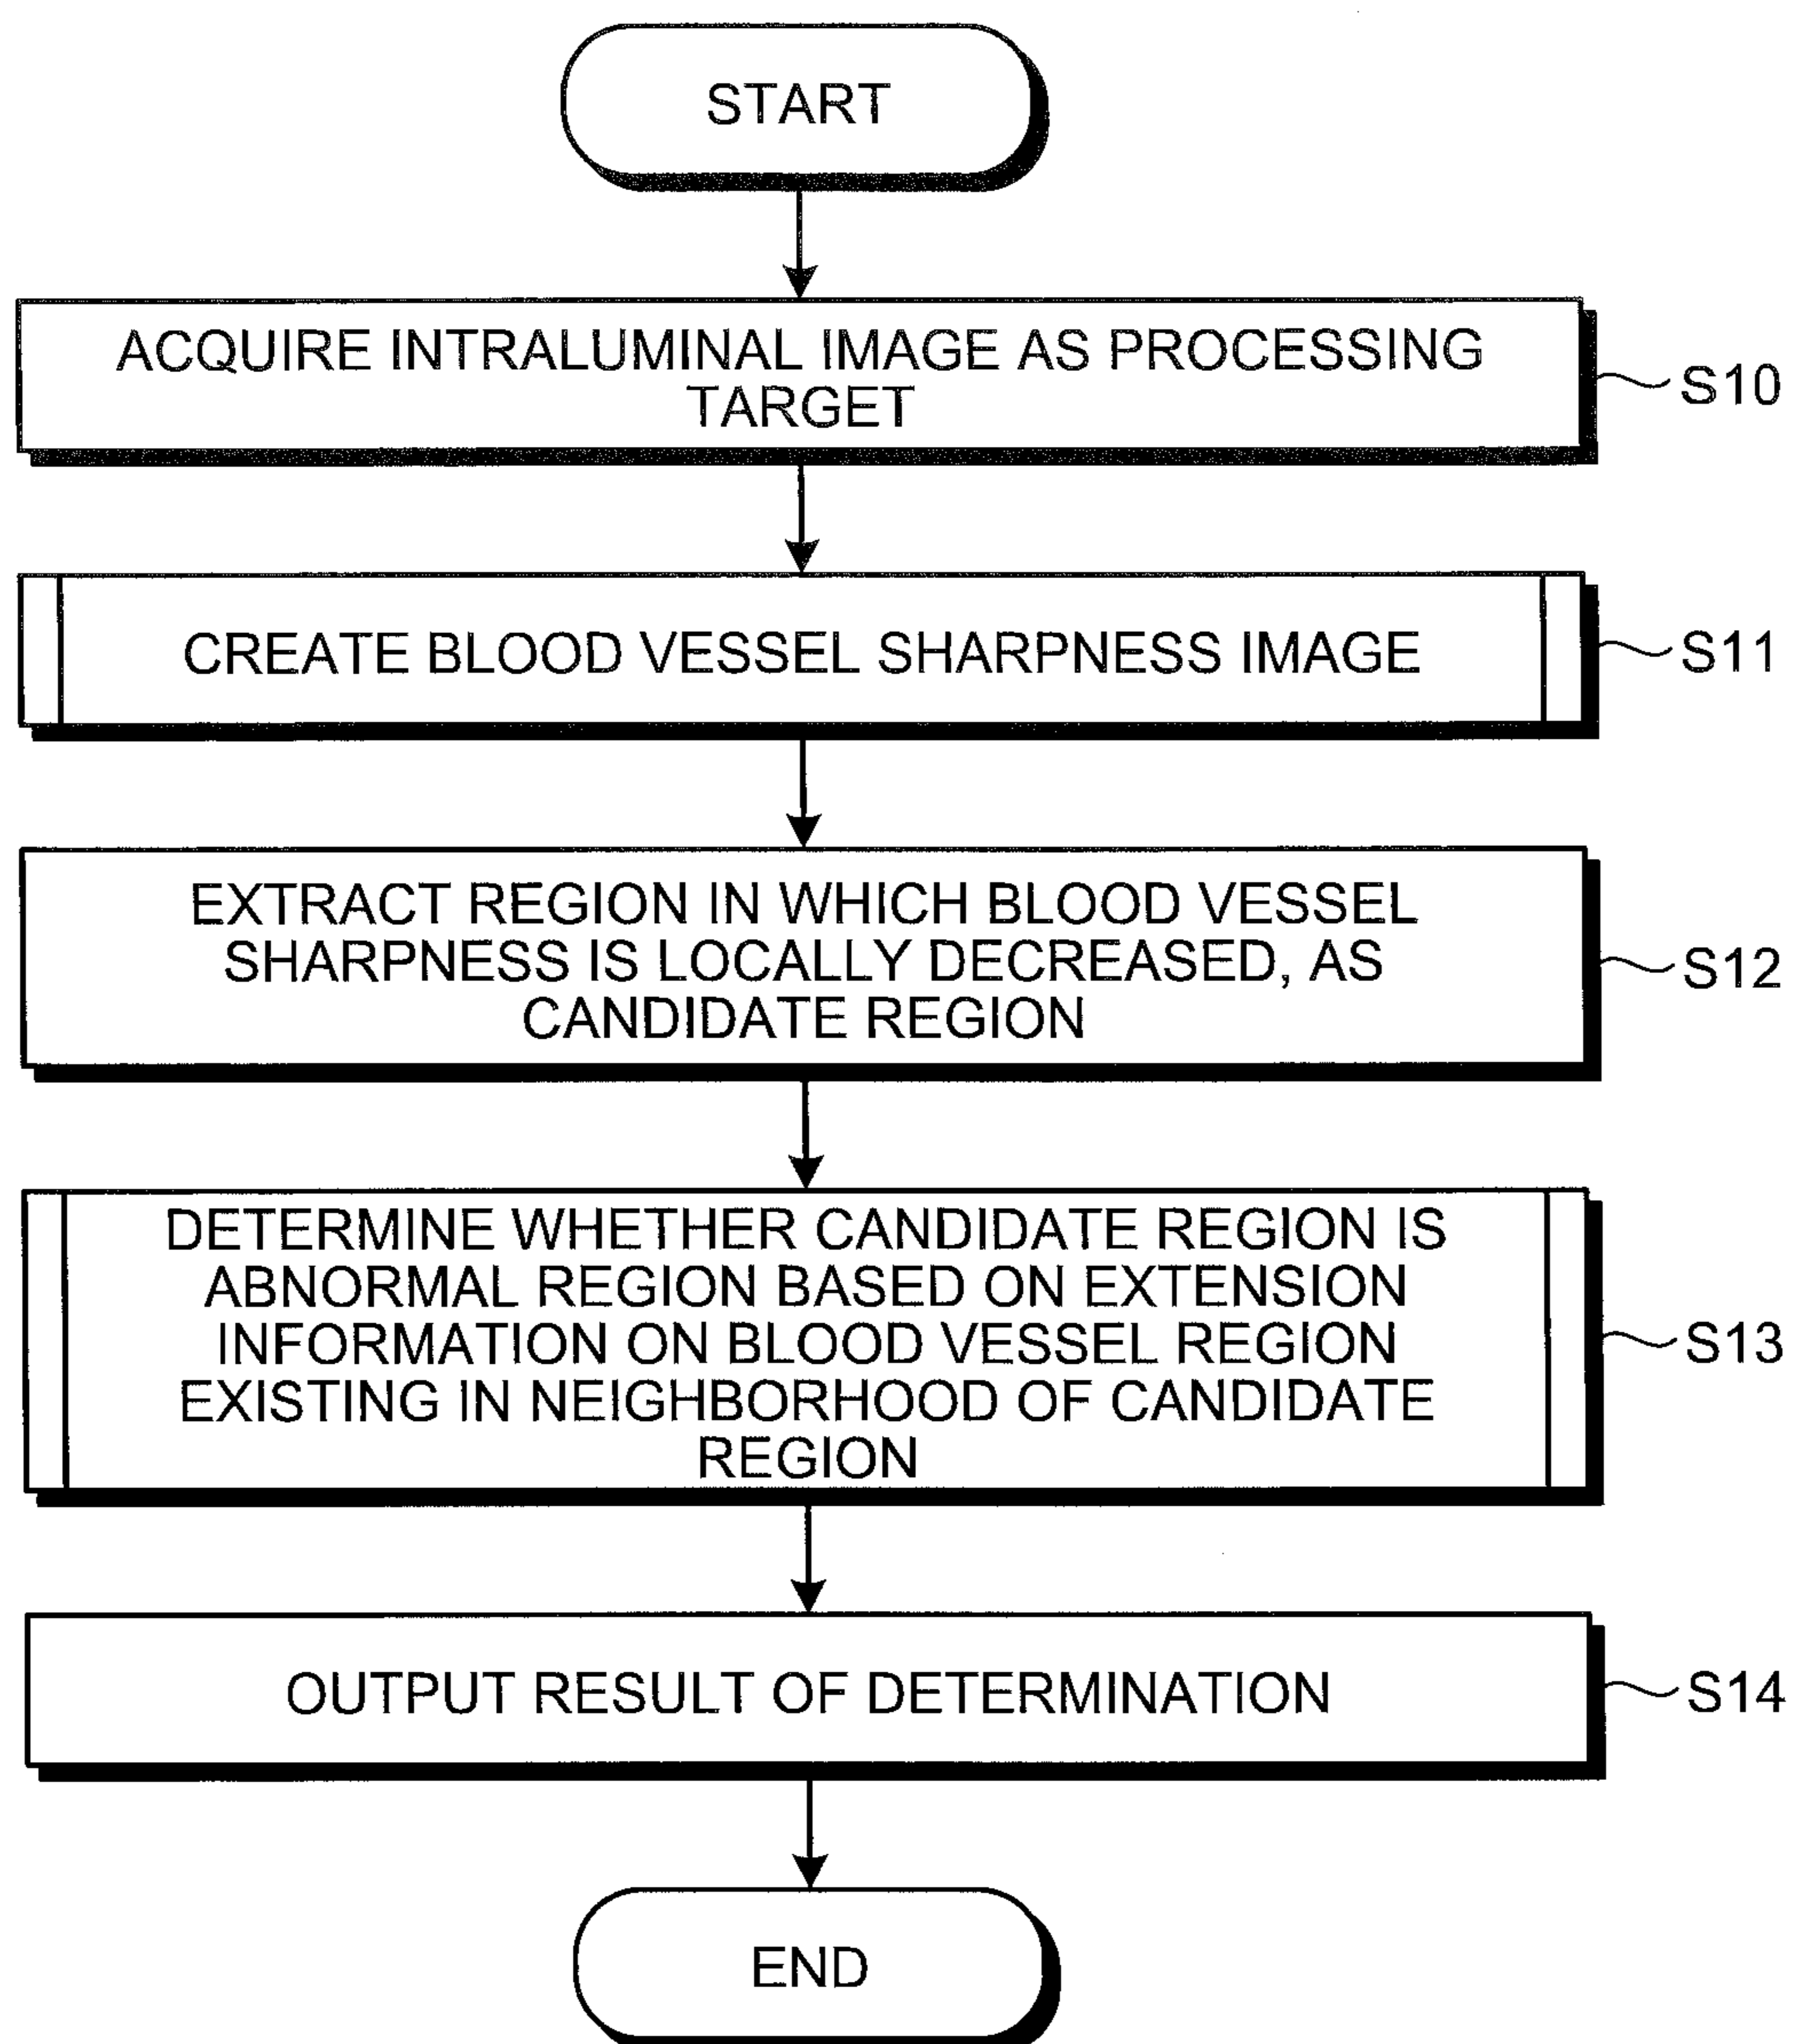 START
ACQUIRE INTRALUMINAL IMAGE AS PROCESSING
TARGET
S10
CREATE BLOOD VESSEL SHARPNESS IMAGE
S11
EXTRACT REGION IN WHICH BLOOD VESSEL
SHARPNESS IS LOCALLY DECREASED, AS
CANDIDATE REGION
S12
DETERMINE WHETHER CANDIDATE REGION IS
ABNORMAL REGION BASED ON EXTENSION
INFORMATION ON BLOOD VESSEL REGION
EXISTING IN NEIGHBORHOOD OF CANDIDATE
REGION
S13
OUTPUT RESULT OF DETERMINATION
S14
END